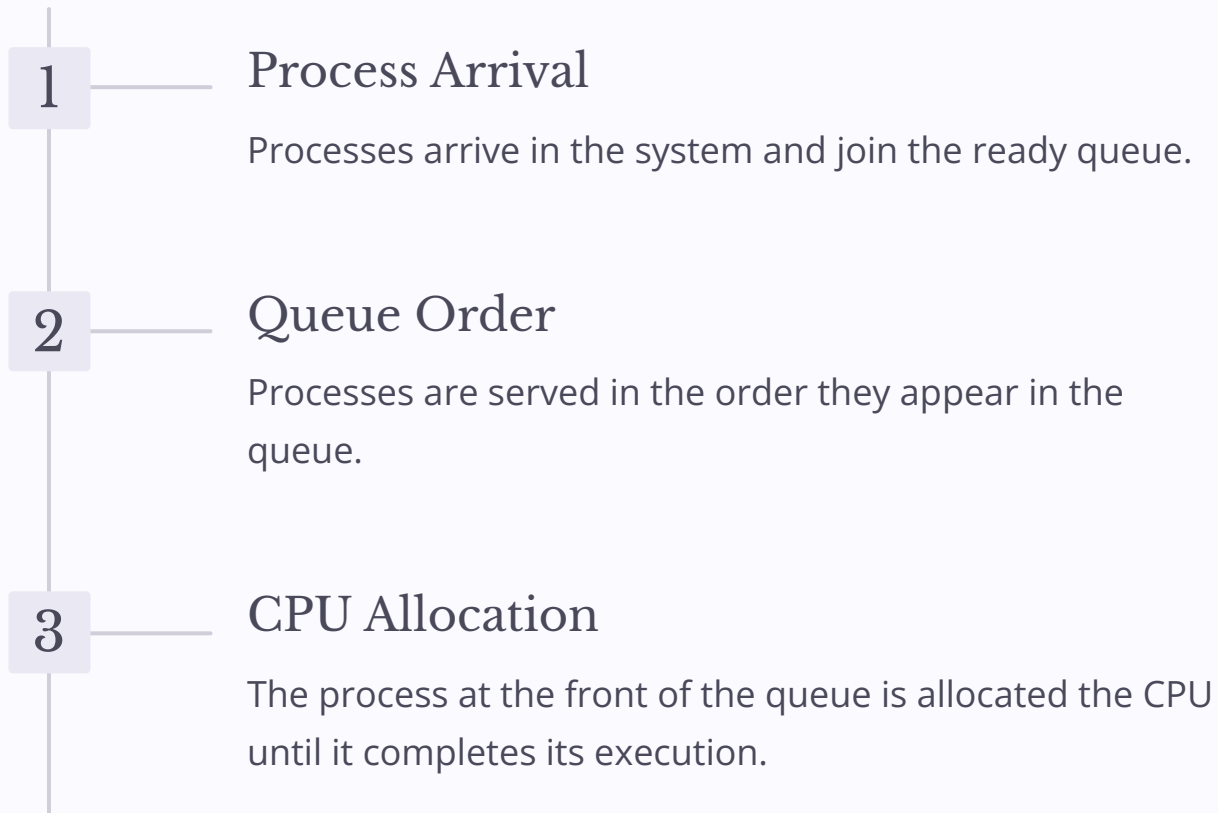 1
Process Arrival
Processes arrive in the system and join the ready queue.
2
Queue Order
Processes are served in the order they appear in the
queue.
3
CPU Allocation
The process at the front of the queue is allocated the CPU
until it completes its execution.